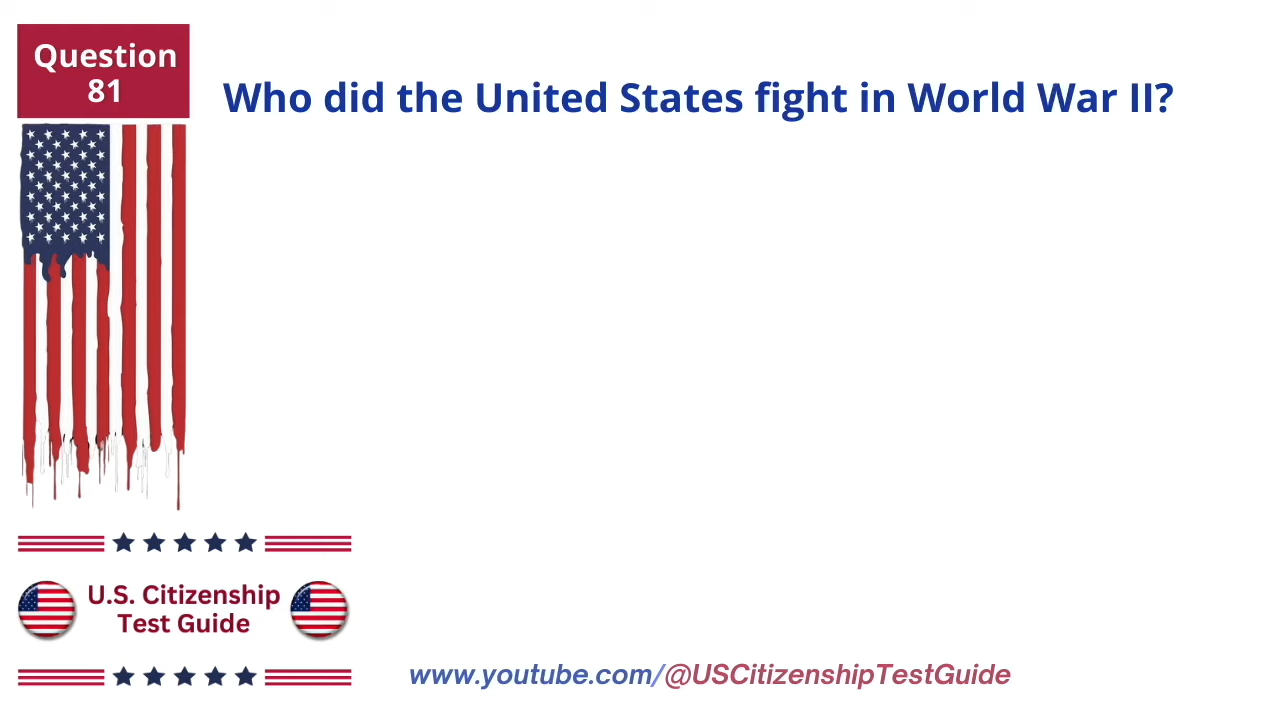 Question
81
Who did the United States fight in World War II?
U.S. Citizenship
Test Guide
www.youtube.com/@USCitizenshipTestGuide